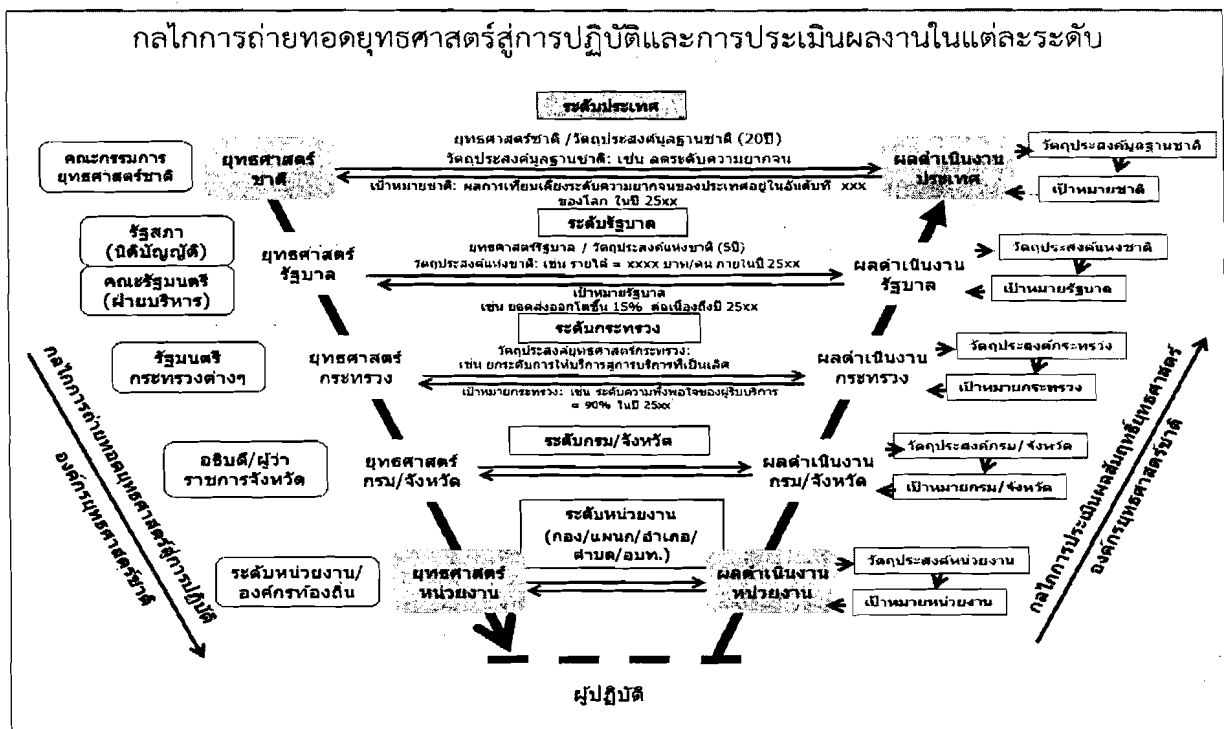 กลไกการถ่ายทอดยุทธศาสตร์สู่การปฏิบัติและการประเมินผลงานในแต่ละระดับ
ระดับประเทศ
คณะกรรมการ
ยุทธศาสตร์ชาติ
ยุทธศาสตร์
ชาติ
ยุทธศาสตร์ชาติ /วัตถุประสงค์มูลฐานชาติ (20ปี)
วัตถุประสงค์มูลฐานชาติ: เช่น ลดระดับความยากจน
เป้าหมายชาติ: ผลการเทียบเคียงระดับความยากจนของประเทศอยู่ในอันดับที่ xxx
ของโลก ในปี 25xx
ผลดำเนินงาน
ประเทศ
วัตถุประสงค์มูลฐานชาติ
เป้าหมายชาติ
ระดับรัฐบาล
รัฐสภา
(นิติบัญญัติ)
คณะรัฐมนตรี
(ฝ่ายบริหาร)
ยุทธศาสตร์
รัฐบาล
ยุทธศาสตร์รัฐบาล / วัตถุประสงค์แห่งชาติ (5ปี)
วัตถุประสงค์แห่งชาติ: เช่น รายได้ = xxxx บาท/คน ภายในปี 25xx
เป้าหมายรัฐบาล
เช่น ยอดส่งออกโตขึ้น 15% ต่อเนื่องถึงปี 25xx
ผลดำเนินงาน
รัฐบาล
วัตถุประสงค์แห่งชาติ
เป้าหมายรัฐบาล
ระดับกระทรวง
รัฐมนตรี
กระทรวงต่างๆ
ยุทธศาสตร์
กระทรวง
วัตถุประสงค์ยุทธศาสตร์กระทรวง:
เช่น ยกระดับการให้บริการสู่การบริการที่เป็นเลิศ
เป้าหมายกระทรวง: เช่น ระดับความพึงพอใจของผู้รับบริการ
= 90% ในปี 25xx
ผลดำเนินงาน
กระทรวง
วัตถุประสงค์กระทรวง
เป้าหมายกระทรวง
ระดับกรม/จังหวัด
อธิบดี/ผู้ว่า
ราชการจังหวัด
ยุทธศาสตร์
กรม/จังหวัด
ผลดำเนินงาน
กรม/จังหวัด
วัตถุประสงค์กรม/จังหวัด
เป้าหมายกรม/จังหวัด
ระดับหน่วยงาน
(กอง/แผนก/อำเภอ/
ตำบล/อบท.)
ระดับหน่วยงาน/
องค์กรท้องถิ่น
ยุทธศาสตร์
หน่วยงาน
ผลดำเนินงาน
หน่วยงาน
วัตถุประสงค์หน่วยงาน
เป้าหมายหน่วยงาน
กลไกการถ่ายทอดยุทธศาสตร์สู่การปฏิบัติ
องค์กรยุทธศาสตร์ชาติ
กลไกการประเมินผลสัมฤทธิ์ยุทธศาสตร์
องค์กรยุทธศาสตร์ชาติ
ผู้ปฏิบัติ